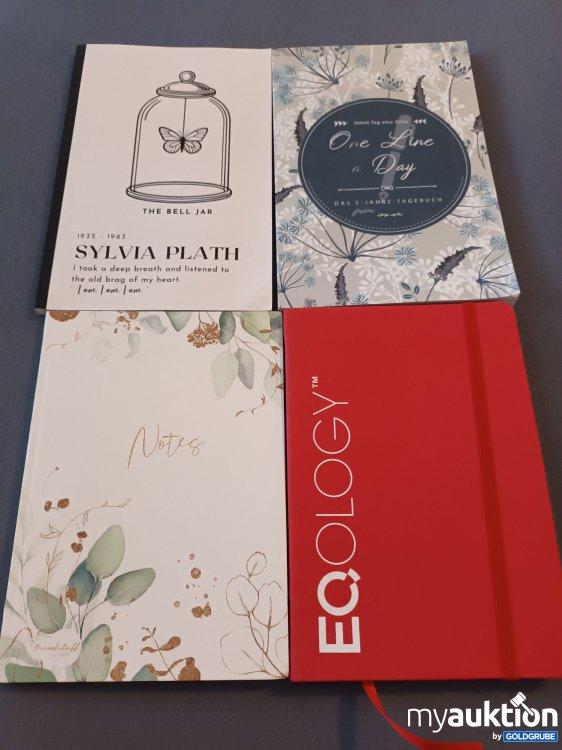 THE BELL JAR
1932 - 1963
SYLVIA PLATH
I took a deep breath and listened to
the old brag of my heart.
I am. I am. I am.
Jeden Tag eine Zeile
One Line
a Day
DAS 5-JAHRE-TAGEBUCH
Notes
trendstuff
EQOLOGY™
myauktion
by GOLDGRUBE